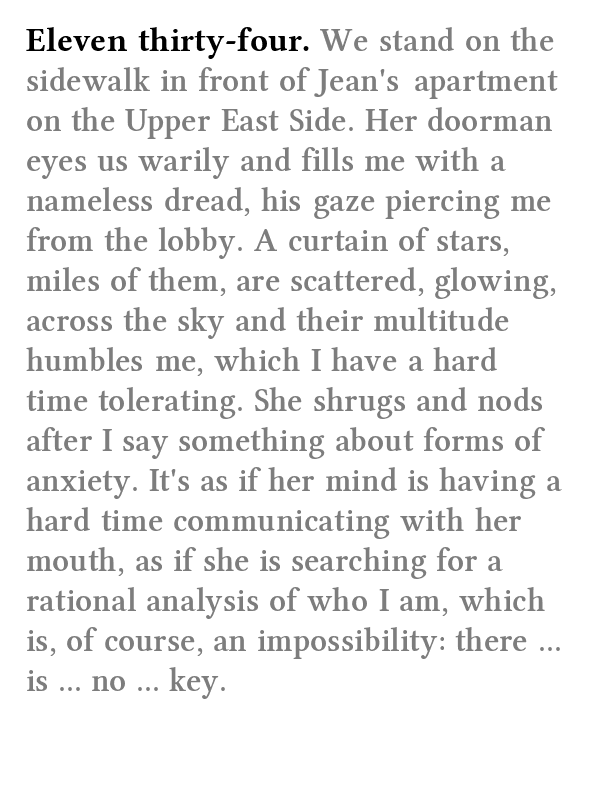 Eleven thirty-four. We stand on the
sidewalk in front of Jean's apartment
on the Upper East Side. Her doorman
eyes us warily and fills me with a
nameless dread, his gaze piercing me
from the lobby. A curtain of stars,
miles of them, are scattered, glowing,
across the sky and their multitude
humbles me, which I have a hard
time tolerating. She shrugs and nods
after I say something about forms of
anxiety. It's as if her mind is having a
hard time communicating with her
mouth, as if she is searching for a
rational analysis of who I am, which
is, of course, an impossibility: there ...
is ... no ... key.